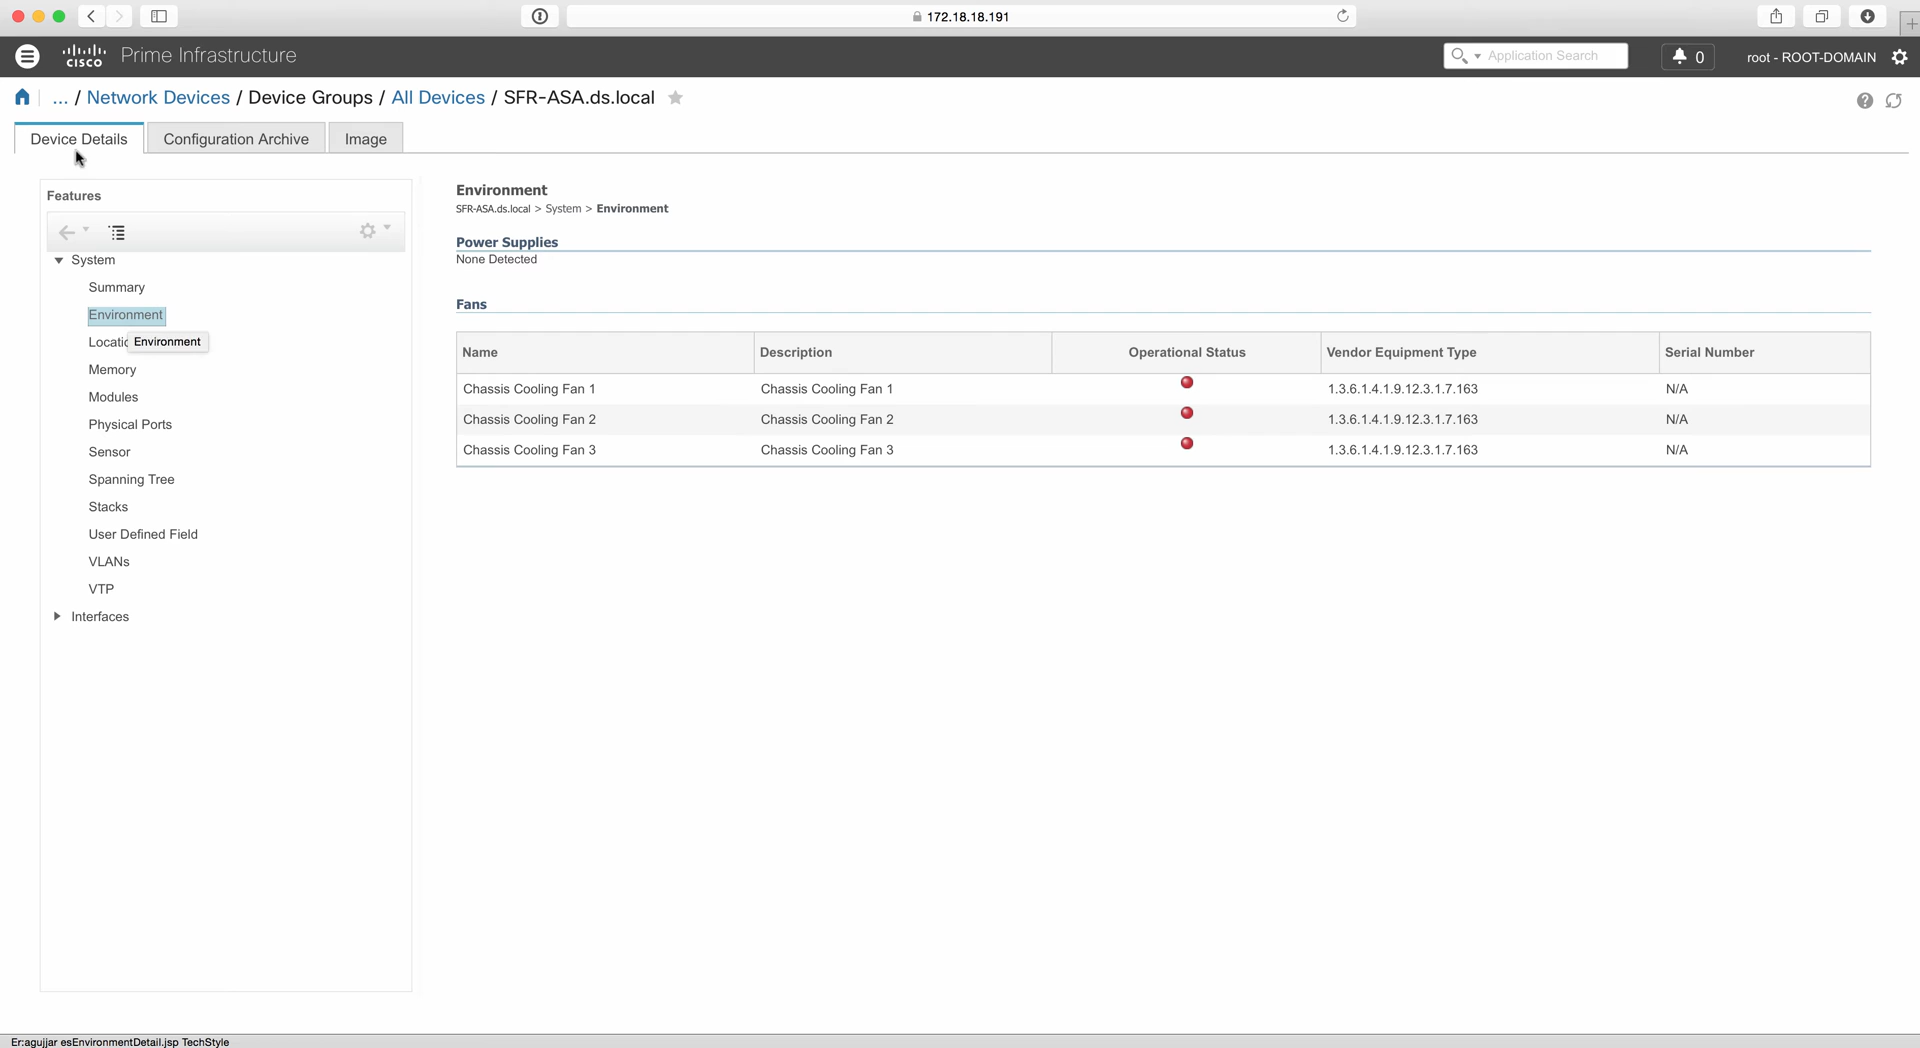 172.18.18.191
cisco Prime Infrastructure
Application Search
0
root - ROOT-DOMAIN
... / Network Devices / Device Groups / All Devices / SFR-ASA.ds.local
Device Details
Configuration Archive
Image
Features
System
Summary
Environment
Locatio
Environment
Memory
Modules
Physical Ports
Sensor
Spanning Tree
Stacks
User Defined Field
VLANs
VTP
Interfaces
Environment
SFR-ASA.ds.local > System > Environment
Power Supplies
None Detected
Fans
Name Description Operational Status Vendor Equipment Type Serial Number
Chassis Cooling Fan 1 Chassis Cooling Fan 1 1.3.6.1.4.1.9.12.3.1.7.163 N/A
Chassis Cooling Fan 2 Chassis Cooling Fan 2 1.3.6.1.4.1.9.12.3.1.7.163 N/A
Chassis Cooling Fan 3 Chassis Cooling Fan 3 1.3.6.1.4.1.9.12.3.1.7.163 N/A
Er:agujjar esEnvironmentDetail.jsp TechStyle